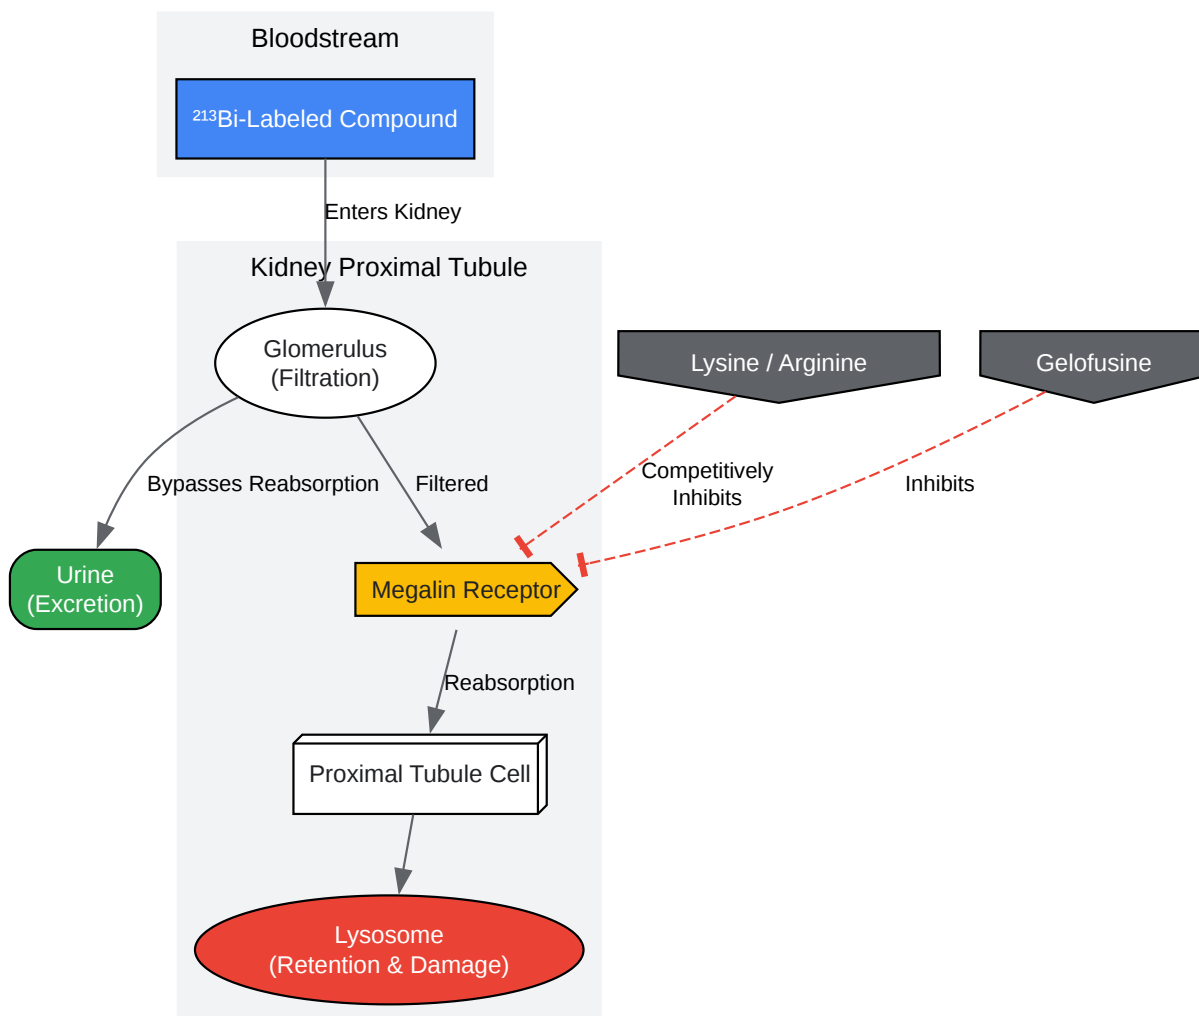 Bloodstream
²¹³Bi-Labeled Compound
Enters Kidney
Kidney Proximal Tubule
Glomerulus
(Filtration)
Lysine / Arginine
Gelofusine
Bypasses Reabsorption
Filtered
Competitively
Inhibits
Inhibits
Urine
(Excretion)
Megalin Receptor
Reabsorption
Proximal Tubule Cell
Lysosome
(Retention & Damage)